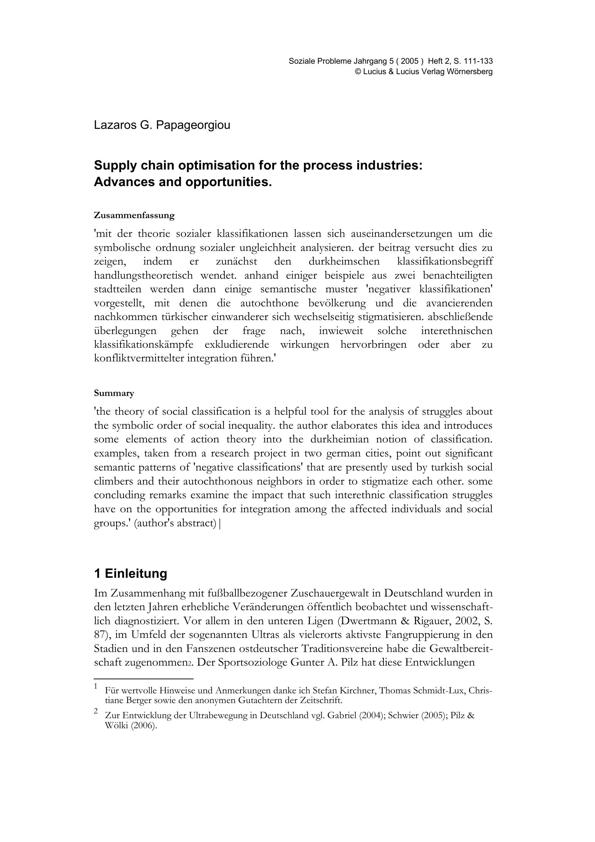 Soziale Probleme Jahrgang 5 ( 2005 ) Heft 2, S. 111-133
© Lucius & Lucius Verlag Wörnersberg
Lazaros G. Papageorgiou
Supply chain optimisation for the process industries:
Advances and opportunities.
Zusammenfassung
'mit der theorie sozialer klassifikationen lassen sich auseinandersetzungen um die
symbolische ordnung sozialer ungleichheit analysieren. der beitrag versucht dies zu
zeigen, indem er zunächst den durkheimschen klassifikationsbegriff
handlungstheoretisch wendet. anhand einiger beispiele aus zwei benachteiligten
stadtteilen werden dann einige semantische muster 'negativer klassifikationen'
vorgestellt, mit denen die autochthone bevölkerung und die avancierenden
nachkommen türkischer einwanderer sich wechselseitig stigmatisieren. abschließende
überlegungen gehen der frage nach, inwieweit solche interethnischen
klassifikationskämpfe exkludierende wirkungen hervorbringen oder aber zu
konfliktvermittelter integration führen.'
Summary
'the theory of social classification is a helpful tool for the analysis of struggles about
the symbolic order of social inequality. the author elaborates this idea and introduces
some elements of action theory into the durkheimian notion of classification.
examples, taken from a research project in two german cities, point out significant
semantic patterns of 'negative classifications' that are presently used by turkish social
climbers and their autochthonous neighbors in order to stigmatize each other. some
concluding remarks examine the impact that such interethnic classification struggles
have on the opportunities for integration among the affected individuals and social
groups.' (author's abstract)|
1 Einleitung
Im Zusammenhang mit fußballbezogener Zuschauergewalt in Deutschland wurden in
den letzten Jahren erhebliche Veränderungen öffentlich beobachtet und wissenschaft-
lich diagnostiziert. Vor allem in den unteren Ligen (Dwertmann & Rigauer, 2002, S.
87), im Umfeld der sogenannten Ultras als vielerorts aktivste Fangruppierung in den
Stadien und in den Fanszenen ostdeutscher Traditionsvereine habe die Gewaltbereit-
schaft zugenommen2. Der Sportsoziologe Gunter A. Pilz hat diese Entwicklungen
1 Für wertvolle Hinweise und Anmerkungen danke ich Stefan Kirchner, Thomas Schmidt-Lux, Chris-
tiane Berger sowie den anonymen Gutachtern der Zeitschrift.
2 Zur Entwicklung der Ultrabewegung in Deutschland vgl. Gabriel (2004); Schwier (2005); Pilz &
Wölki (2006).